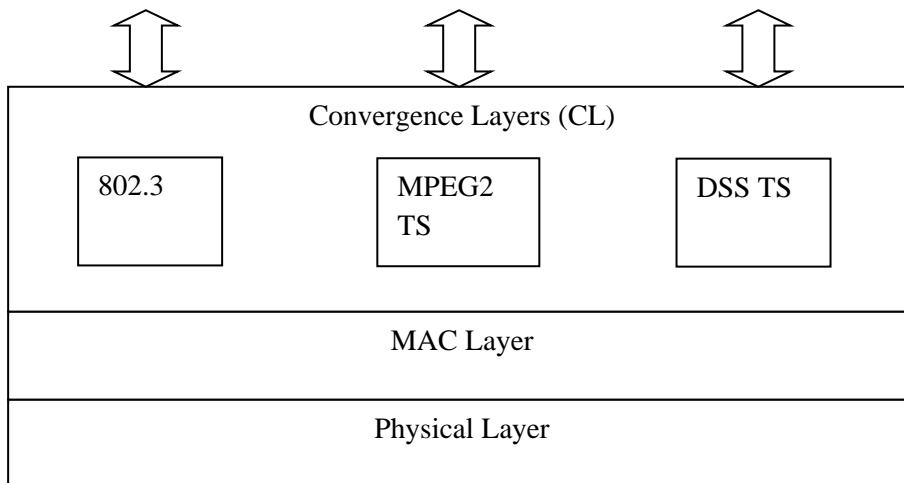 Convergence Layers (CL)
802.3
MPEG2
TS
DSS TS
MAC Layer
Physical Layer